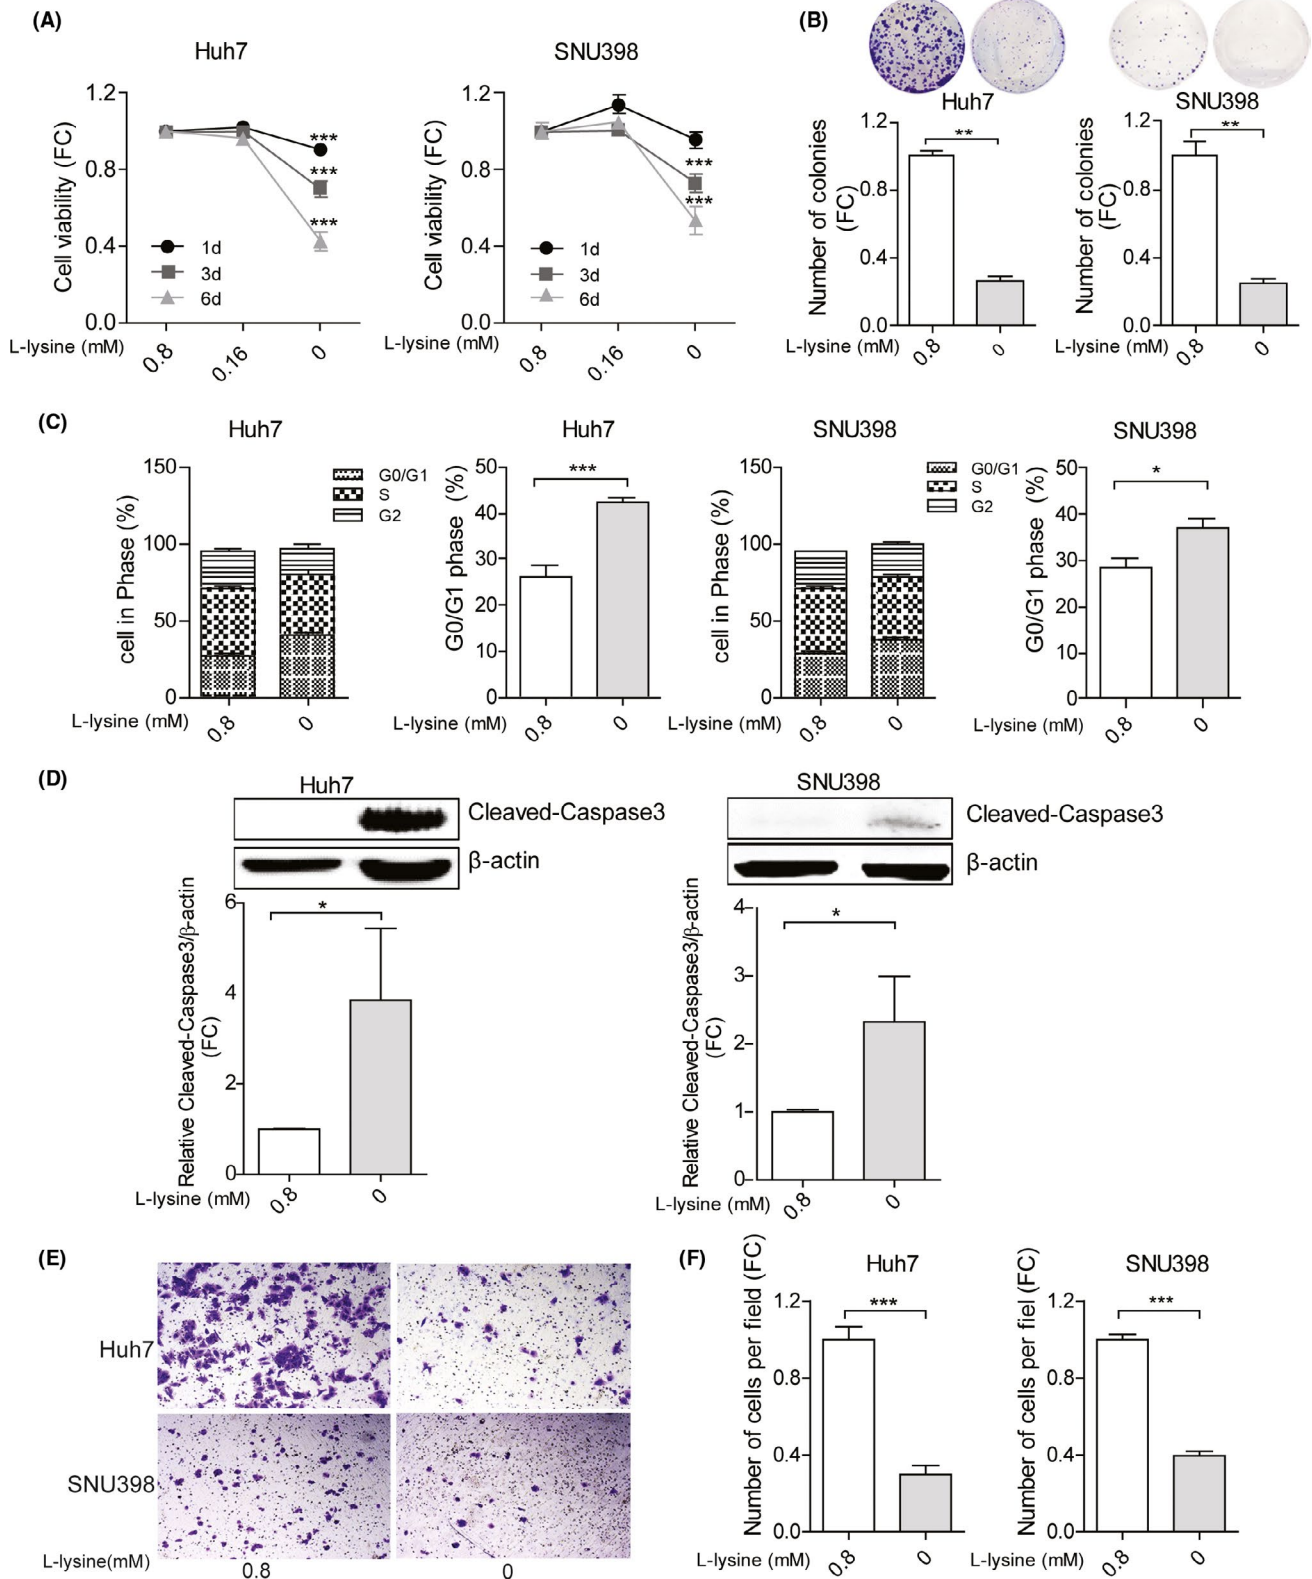 (A)
Huh7
SNU398
Cell viability (FC)
1.2
0.8
0.4
0.0
***
***
***
1d
3d
6d
L-lysine (mM)
0.8
0.16
0
Cell viability (FC)
1.2
0.8
0.4
0.0
***
***
1d
3d
6d
L-lysine (mM)
0.8
0.16
0
(B)
Huh7
SNU398
Number of colonies
(FC)
1.2
0.8
0.4
0.0
**
L-lysine (mM)
0.8
0
Number of colonies
(FC)
1.2
0.8
0.4
0.0
**
L-lysine (mM)
0.8
0
(C)
Huh7
cell in Phase (%)
150
100
50
0
G0/G1
S
G2
L-lysine (mM)
0.8
0
Huh7
G0/G1 phase (%)
50
40
30
20
10
0
***
L-lysine (mM)
0.8
0
SNU398
cell in Phase (%)
150
100
50
0
G0/G1
S
G2
L-lysine (mM)
0.8
0
SNU398
G0/G1 phase (%)
50
40
30
20
10
0
*
L-lysine (mM)
0.8
0
(D)
Huh7
Cleaved-Caspase3
β-actin
Relative Cleaved-Caspase3/β-actin
(FC)
6
4
2
0
*
L-lysine (mM)
0.8
0
SNU398
Cleaved-Caspase3
β-actin
Relative Cleaved-Caspase3/β-actin
(FC)
4
3
2
1
0
*
L-lysine (mM)
0.8
0
(E)
Huh7
SNU398
L-lysine(mM)
0.8
0
(F)
Huh7
Number of cells per field (FC)
1.2
0.8
0.4
0.0
***
L-lysine (mM)
0.8
0
SNU398
Number of cells per fiel (FC)
1.2
0.8
0.4
0.0
***
L-lysine (mM)
0.8
0